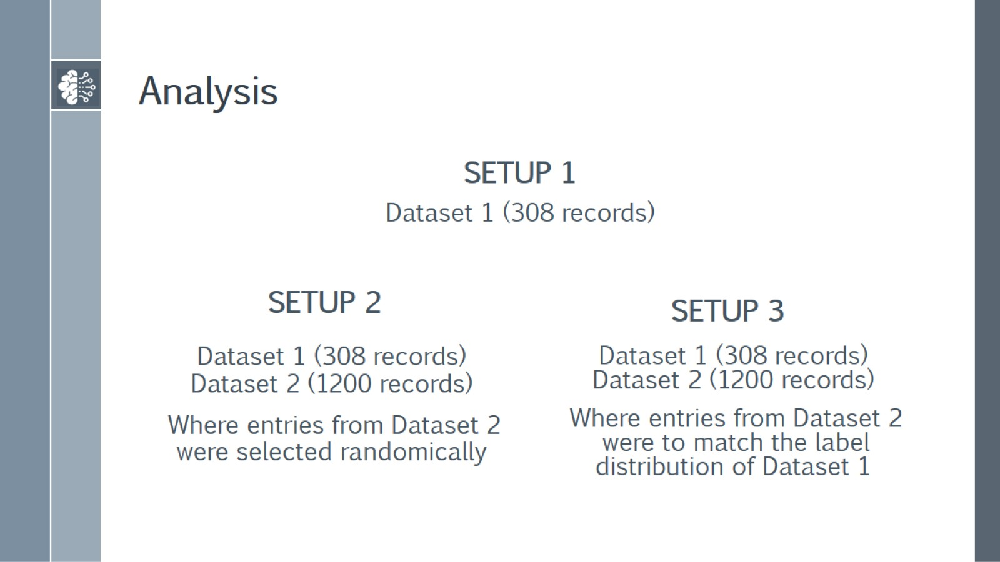 Analysis
SETUP 1
Dataset 1 (308 records)
SETUP 2
Dataset 1 (308 records)
Dataset 2 (1200 records)
Where entries from Dataset 2
were selected randomically
SETUP 3
Dataset 1 (308 records)
Dataset 2 (1200 records)
Where entries from Dataset 2
were to match the label
distribution of Dataset 1